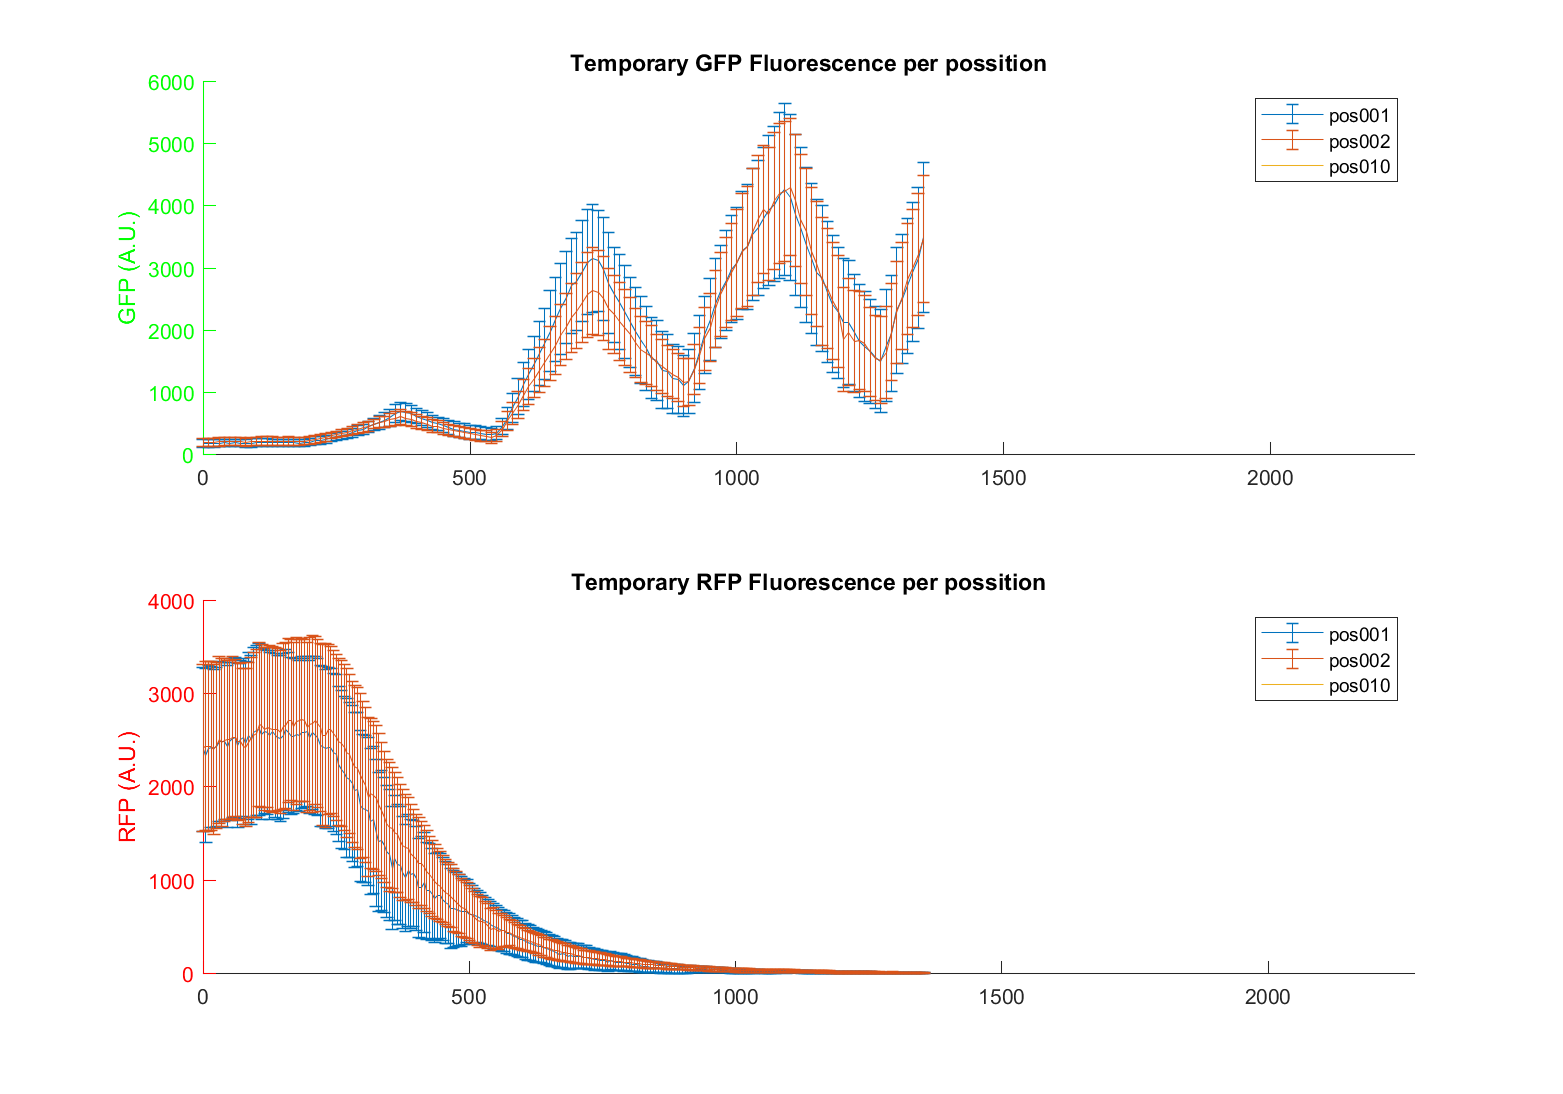 Temporary GFP Fluorescence per possition
6000
5000
4000
3000
2000
1000
0
GFP (A.U.)
0 500 1000 1500 2000
pos001
pos002
pos010
Temporary RFP Fluorescence per possition
4000
3000
2000
1000
0
RFP (A.U.)
0 500 1000 1500 2000
pos001
pos002
pos010